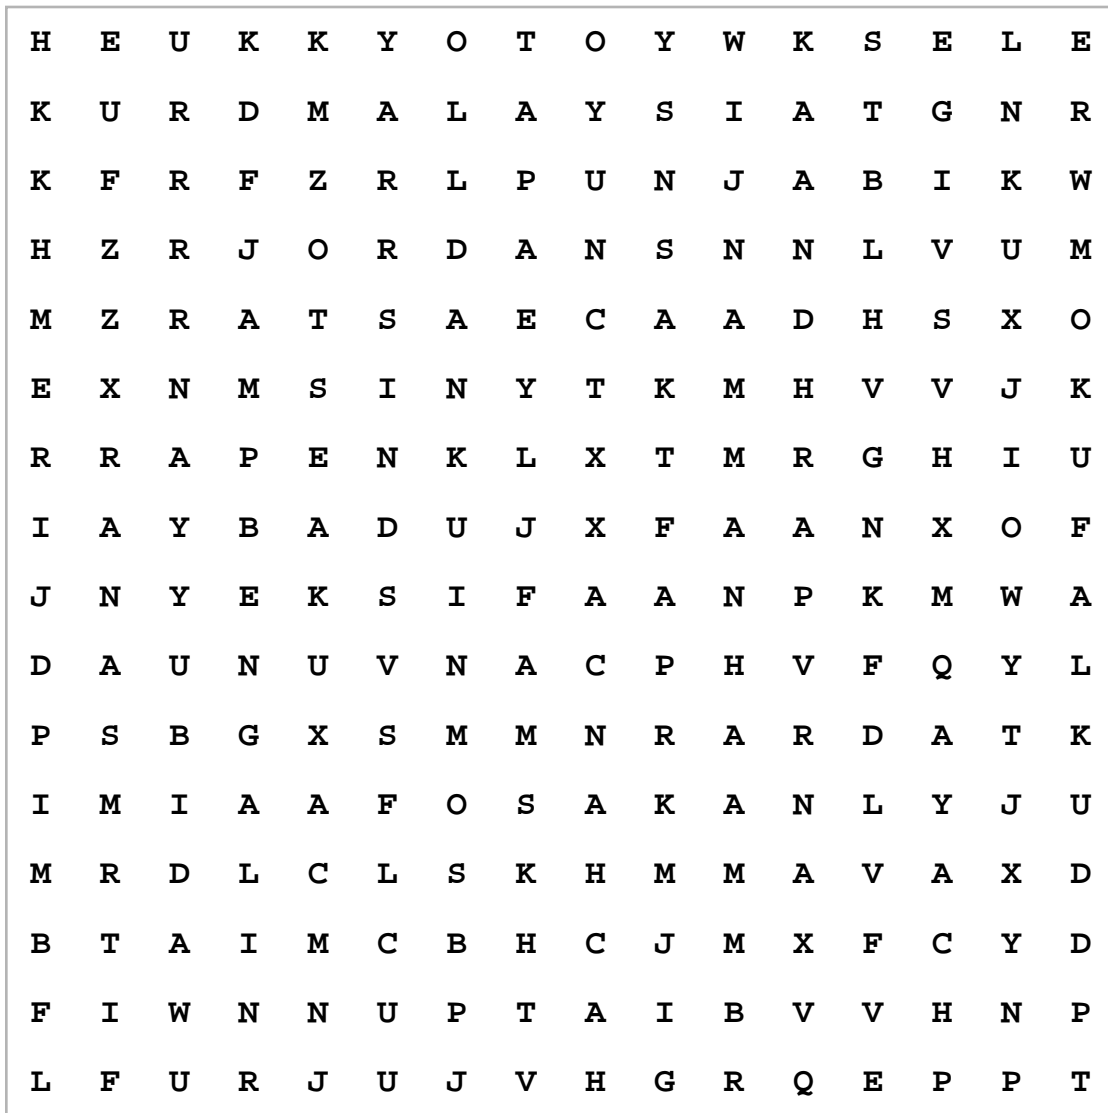 H E U K K Y O T O Y W K S E L E
K U R D M A L A Y S I A T G N R
K F R F Z R L P U N J A B I K W
H Z R J O R D A N S N N L V U M
M Z R A T S A E C A A D H S X O
E X N M S I N Y T K M H V V J K
R R A P E N K L X T M R G H I U
I A Y B A D U J X F A A N X O F
J N Y E K S I F A A N P K M W A
D A U N U V N A C P H V F Q Y L
P S B G X S M M N R A R D A T K
I M I A A F O S A K A N L Y J U
M R D L C L S K H M M A V A X D
B T A I M C B H C J M X F C Y D
F I W N N U P T A I B V V H N P
L F U R J U J V H G R Q E P P T